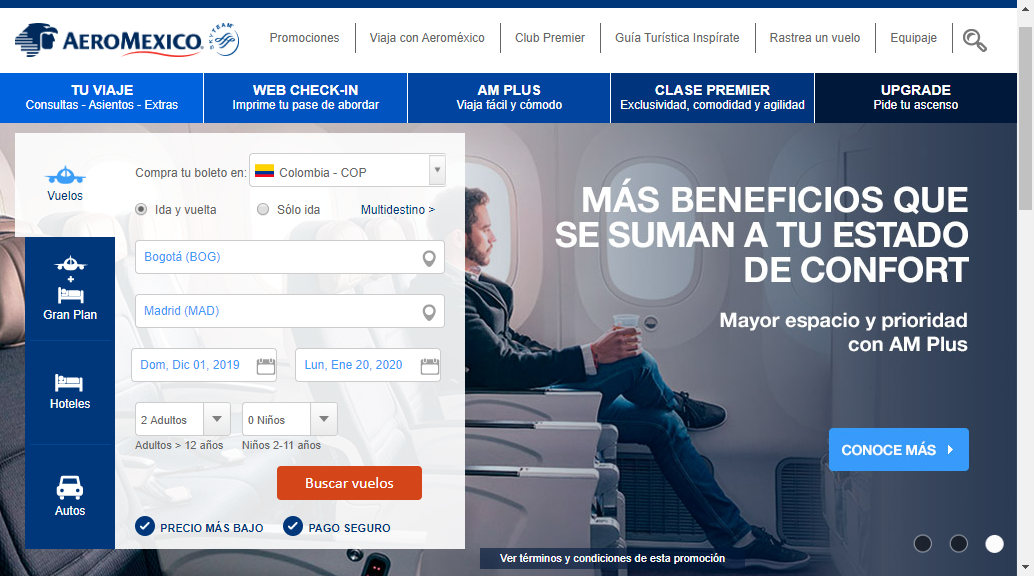 AEROMEXICO
SKYTEAM
Promociones
Viaja con Aeroméxico
Club Premier
Guía Turística Inspírate
Rastrea un vuelo
Equipaje
TU VIAJE
Consultas - Asientos - Extras
WEB CHECK-IN
Imprime tu pase de abordar
AM PLUS
Viaja fácil y cómodo
CLASE PREMIER
Exclusividad, comodidad y agilidad
UPGRADE
Pide tu ascenso
Vuelos
+
Gran Plan
Hoteles
Autos
Compra tu boleto en:
Colombia - COP
Ida y vuelta
Sólo ida
Multidestino >
Bogotá (BOG)
Madrid (MAD)
Dom, Dic 01, 2019
Lun, Ene 20, 2020
2 Adultos
0 Niños
Adultos > 12 años
Niños 2-11 años
Buscar vuelos
PRECIO MÁS BAJO
PAGO SEGURO
MÁS BENEFICIOS QUE
SE SUMAN A TU ESTADO
DE CONFORT
Mayor espacio y prioridad
con AM Plus
CONOCE MÁS
Ver términos y condiciones de esta promoción